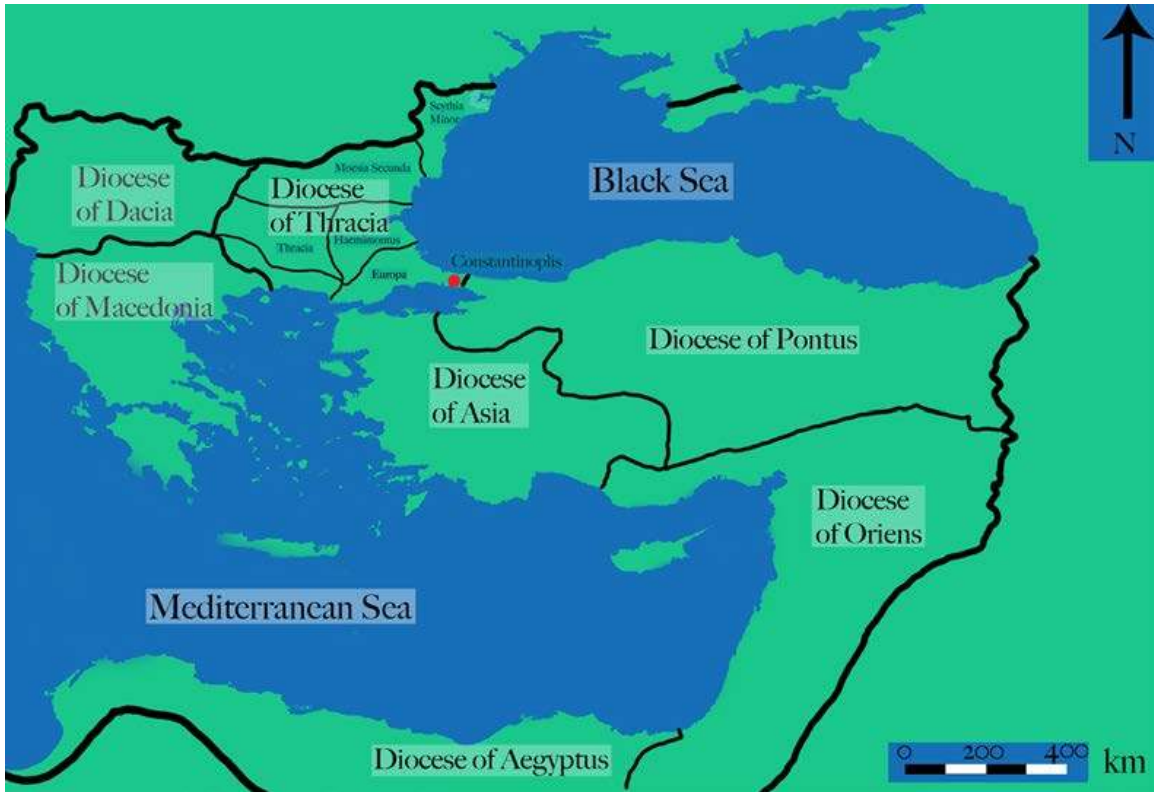 N
Scythia
Minor
Moesia Secunda
Diocese
of Dacia
Diocese
of Thracia
Black Sea
Thracia
Haemimontus
Europa
Constantinoplis
Diocese
of Macedonia
Diocese of Pontus
Diocese
of Asia
Diocese
of Oriens
Mediterranean Sea
Diocese of Aegyptus
0 200 400
km